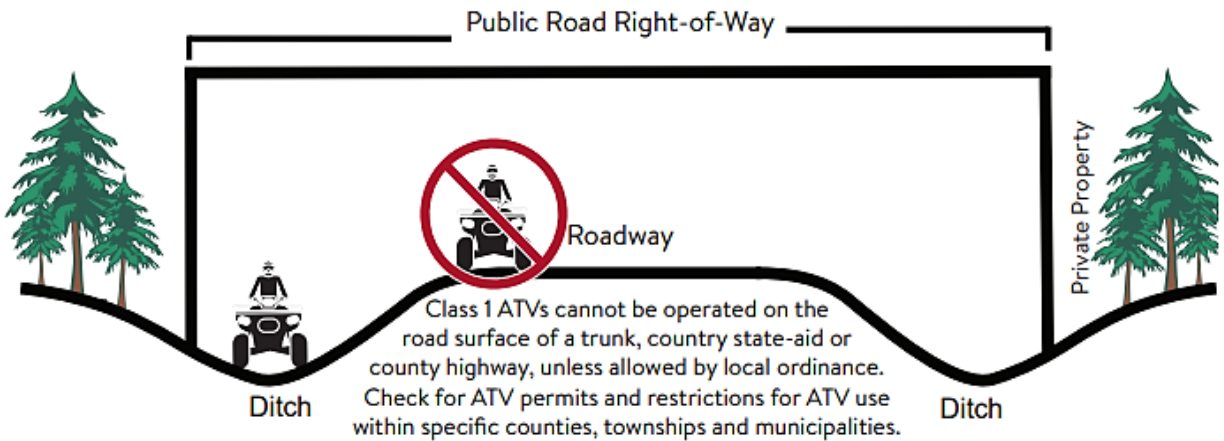 Public Road Right-of-Way
Private Property
Roadway
Class 1 ATVs cannot be operated on the
road surface of a trunk, country state-aid or
county highway, unless allowed by local ordinance.
Check for ATV permits and restrictions for ATV use
within specific counties, townships and municipalities.
Ditch
Ditch